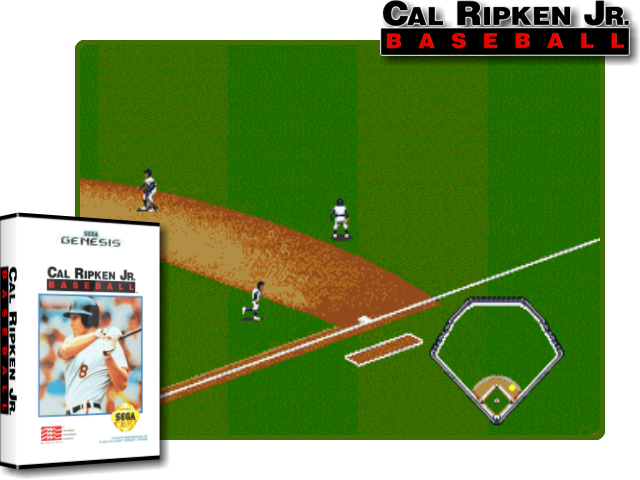 CAL RIPKEN JR.
BASEBALL
SEGA
GENESIS
CAL RIPKEN JR.
BASEBALL
8
SEGA
CAL RIPKEN JR.
BASEBALL